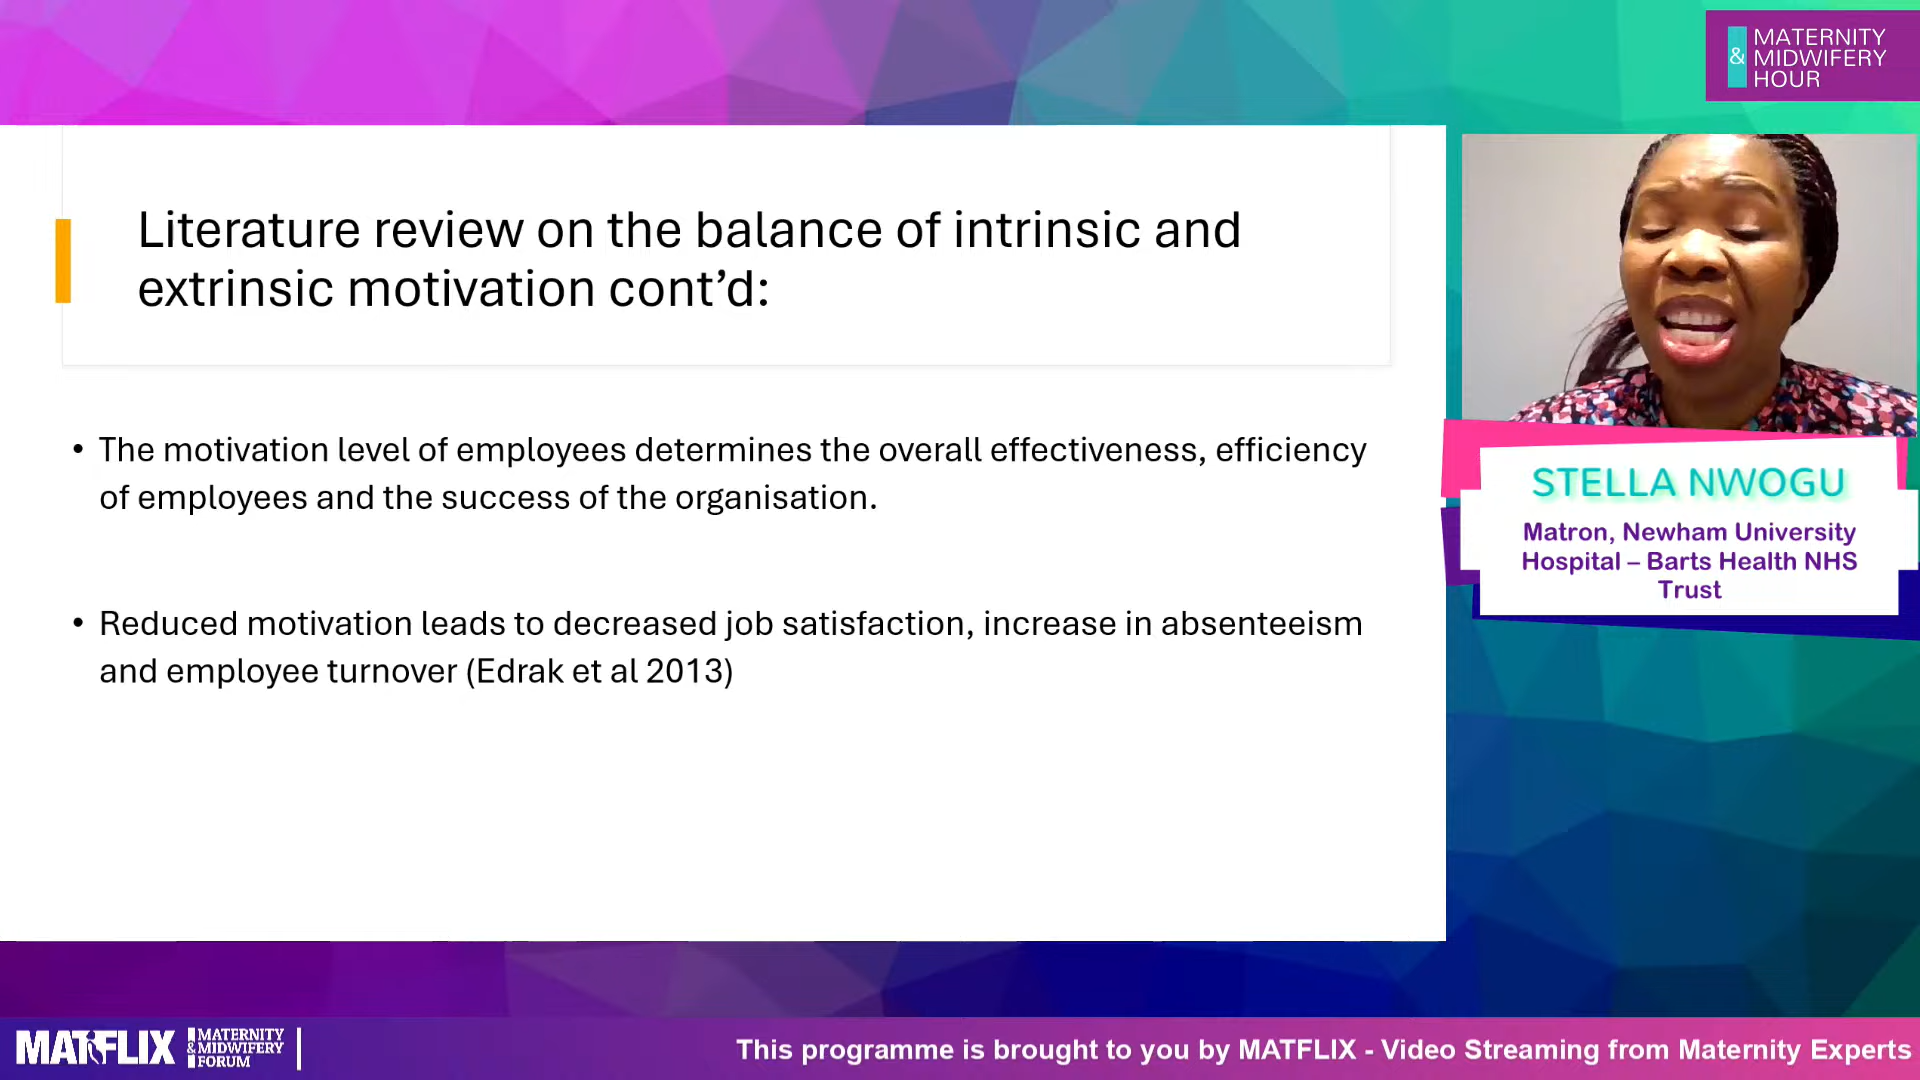 MATERNITY
& MIDWIFERY
HOUR
Literature review on the balance of intrinsic and
extrinsic motivation cont’d:
• The motivation level of employees determines the overall effectiveness, efficiency
of employees and the success of the organisation.
• Reduced motivation leads to decreased job satisfaction, increase in absenteeism
and employee turnover (Edrak et al 2013)
STELLA NWOGU
Matron, Newham University
Hospital – Barts Health NHS
Trust
MATFLIX
MATERNITY
& MIDWIFERY
FORUM
This programme is brought to you by MATFLIX - Video Streaming from Maternity Experts